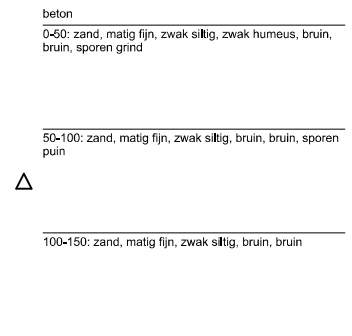 beton
0-50: zand, matig fijn, zwak siltig, zwak humeus, bruin,
bruin, sporen grind
50-100: zand, matig fijn, zwak siltig, bruin, bruin, sporen
puin
100-150: zand, matig fijn, zwak siltig, bruin, bruin